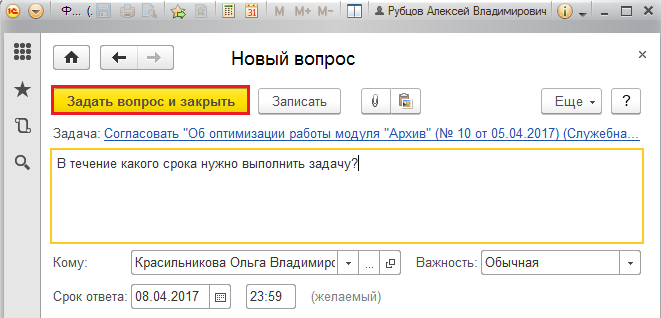 Ф... (... M M+ M- Рубцов Алексей Владимирович
Новый вопрос
Задать вопрос и закрыть Записать Еще ?
Задача: Согласовать "Об оптимизации работы модуля "Архив" (№ 10 от 05.04.2017) (Служебна...
В течение какого срока нужно выполнить задачу?
Кому: Красильникова Ольга Владимирс ... Важность: Обычная
Срок ответа: 08.04.2017 23:59 (желаемый)